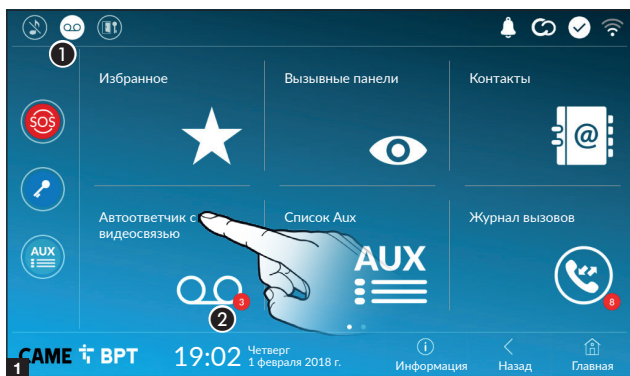 1
Избранное
Вызывные панели
Контакты
SOS
@
Автоответчик с
видеосвязью
Список Aux
Журнал вызовов
AUX
AUX
3
8
2
CAME BPT
19:02
Четверг
1 февраля 2018 г.
Информация
Назад
Главная
1